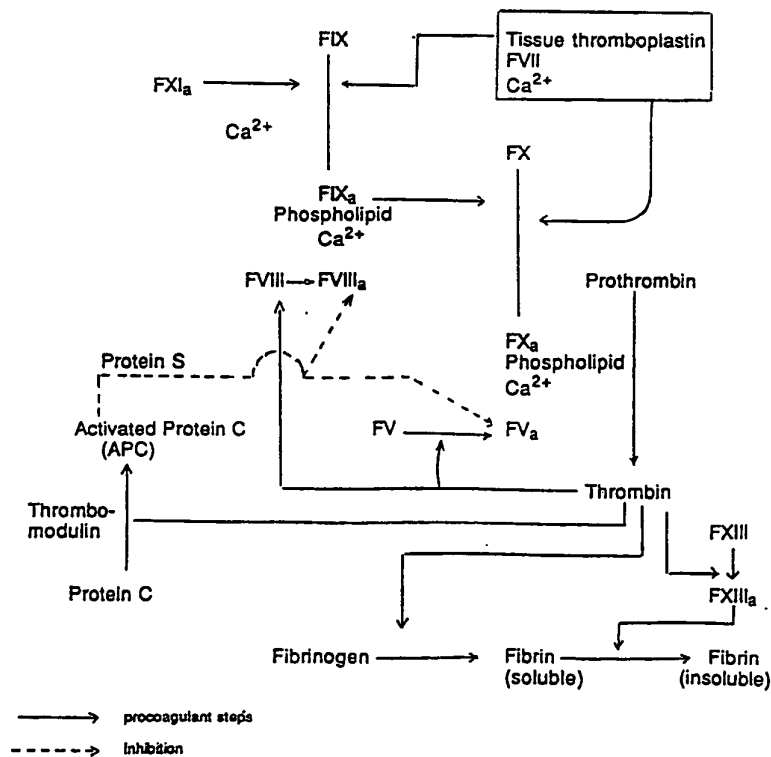 FIX
Tissue thromboplastin
FVII
Ca2+
FXIa
Ca2+
FX
FIXa
Phospholipid
Ca2+
FVIII
FVIIIa
Prothrombin
FXa
Phospholipid
Ca2+
Protein S
Activated Protein C
(APC)
FV
FVa
Thrombin
Thrombo-
modulin
FXIII
Protein C
FXIIIa
Fibrinogen
Fibrin
(soluble)
Fibrin
(insoluble)
procoagulant steps
Inhibition